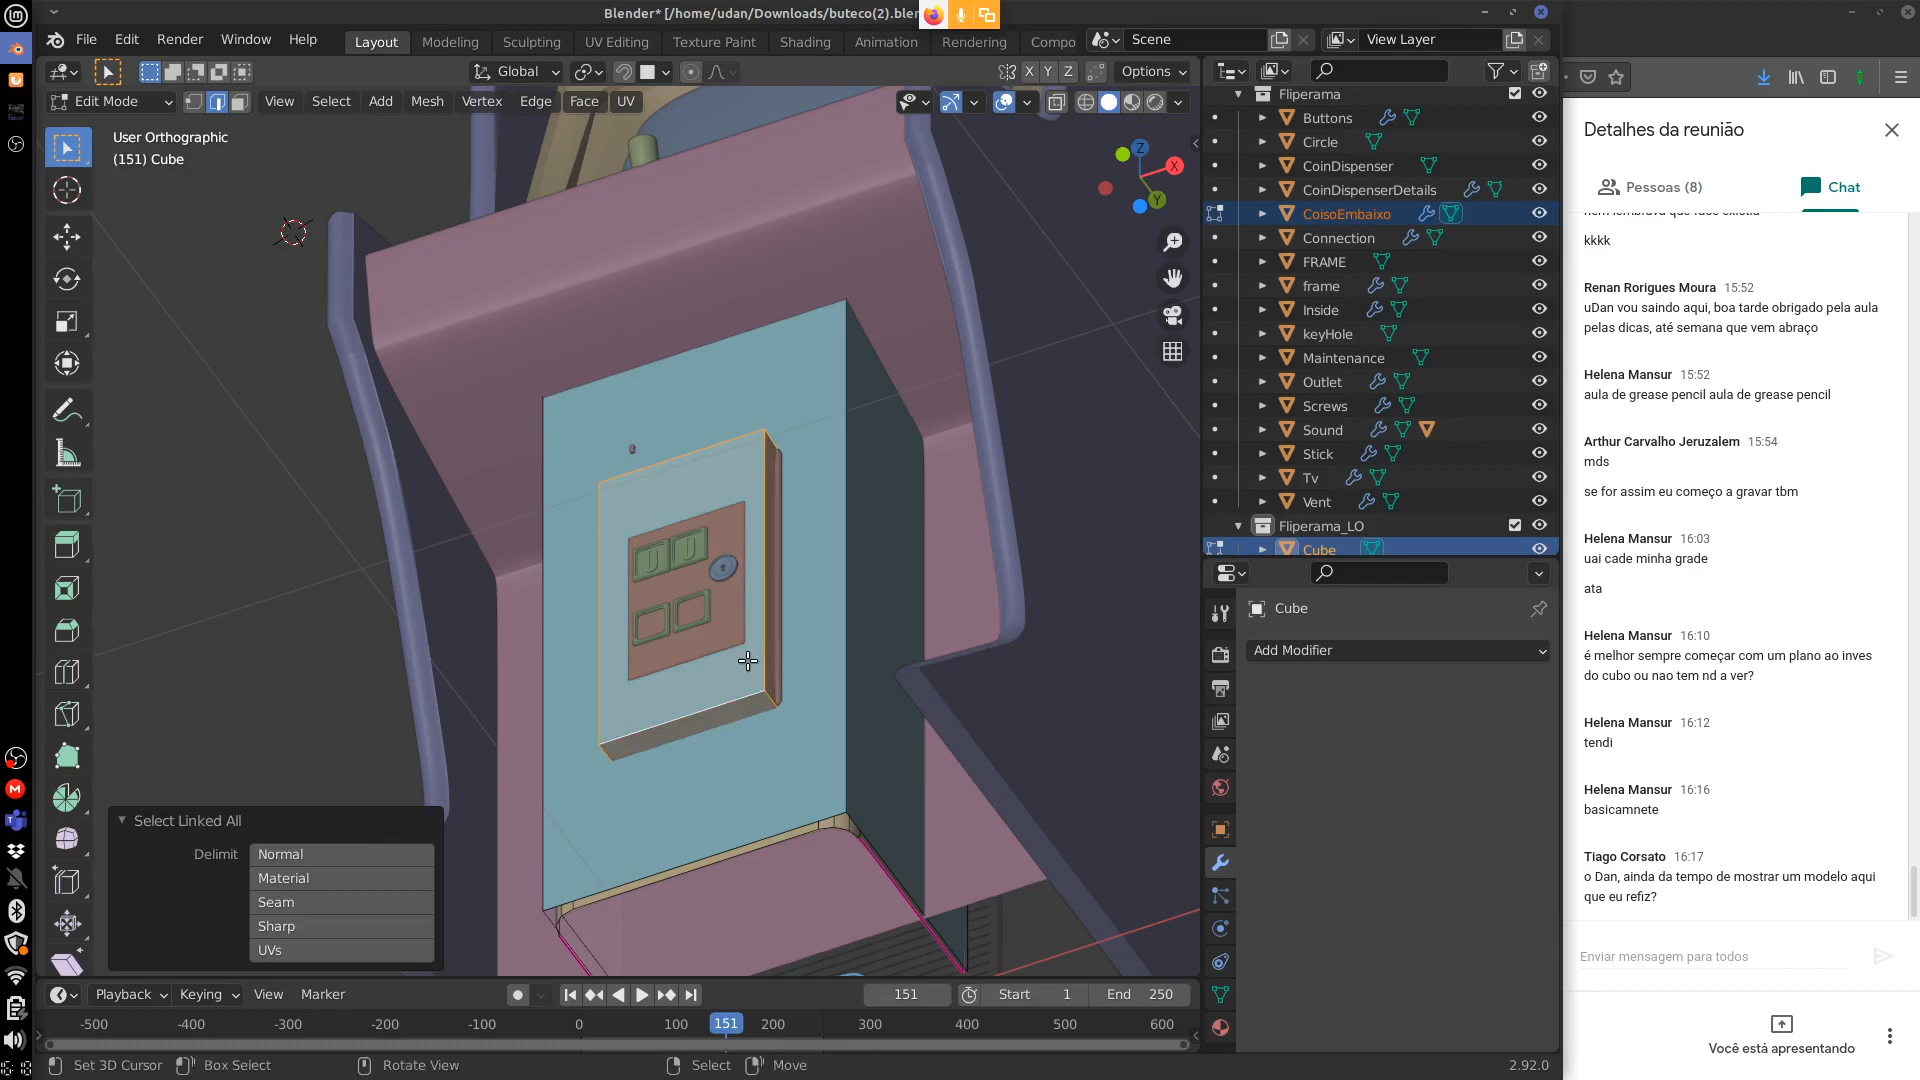 Blender* [/home/udan/Downloads/buteco(2).blen
File Edit Render Window Help
Layout Modeling Sculpting UV Editing Texture Paint Shading Animation Rendering Compo
Scene
View Layer
Global
X Y Z Options
Edit Mode View Select Add Mesh Vertex Edge Face UV
User Orthographic
(151) Cube
Z
X
Y
Select Linked All
Delimit
Normal
Material
Seam
Sharp
UVs
Fliperama
Buttons
Circle
CoinDispenser
CoinDispenserDetails
CoisoEmbaixo
Connection
FRAME
frame
Inside
keyHole
Maintenance
Outlet
Screws
Sound
Stick
Tv
Vent
Fliperama_LO
Cube
Cube
Add Modifier
Playback Keying View Marker
151
Start 1
End 250
-500 -400 -300 -200 -100 0 100 151 200 300 400 500 600
Set 3D Cursor Box Select Rotate View Select Move 2.92.0
Detalhes da reunião
Pessoas (8)
Chat
kkkk
Renan Rorigues Moura 15:52
uDan vou saindo aqui, boa tarde obrigado pela aula
pelas dicas, até semana que vem abraço
Helena Mansur 15:52
aula de grease pencil aula de grease pencil
Arthur Carvalho Jeruzalem 15:54
mds
se for assim eu começo a gravar tbm
Helena Mansur 16:03
uai cade minha grade
ata
Helena Mansur 16:10
é melhor sempre começar com um plano ao inves
do cubo ou nao tem nd a ver?
Helena Mansur 16:12
tendi
Helena Mansur 16:16
basicamnete
Tiago Corsato 16:17
o Dan, ainda da tempo de mostrar um modelo aqui
que eu refiz?
Enviar mensagem para todos
Você está apresentando